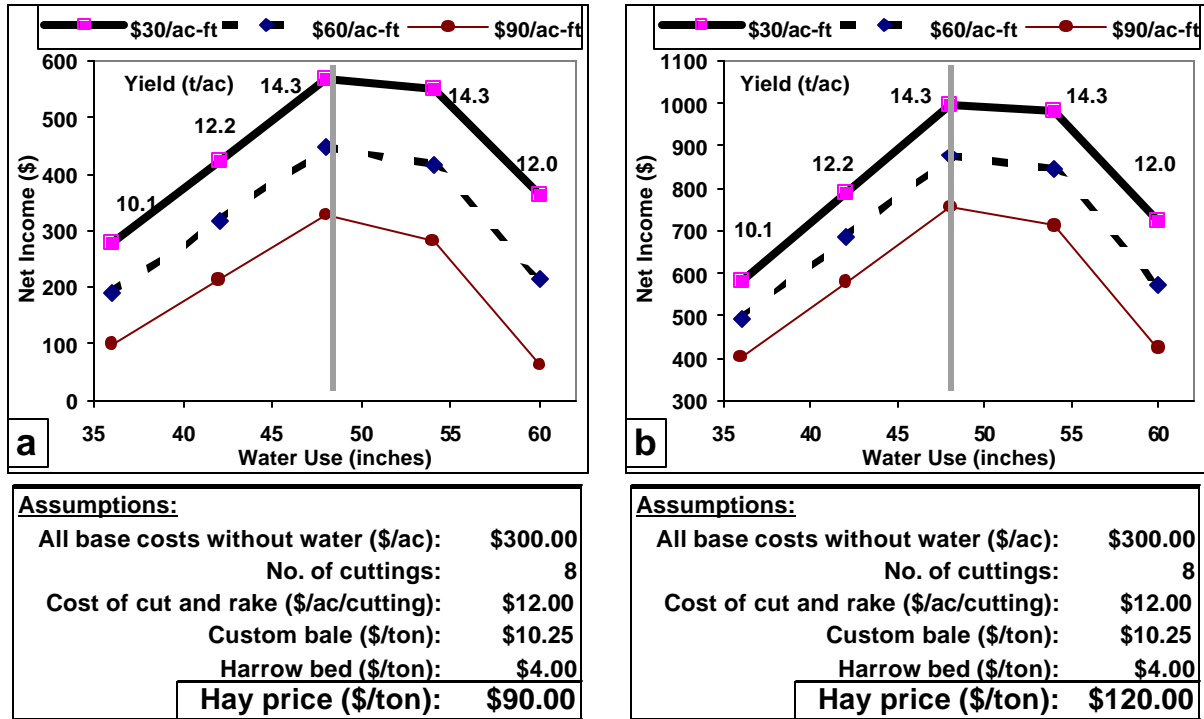 $30/ac-ft $60/ac-ft $90/ac-ft
600
500
400
300
200
100
0
Net Income ($)
Yield (t/ac)
10.1
12.2
14.3
14.3
12.0
35 40 45 50 55 60
Water Use (inches)
a
Assumptions:
All base costs without water ($/ac): $300.00
No. of cuttings: 8
Cost of cut and rake ($/ac/cutting): $12.00
Custom bale ($/ton): $10.25
Harrow bed ($/ton): $4.00
Hay price ($/ton): $90.00
$30/ac-ft $60/ac-ft $90/ac-ft
1100
1000
900
800
700
600
500
400
300
Net Income ($)
Yield (t/ac)
10.1
12.2
14.3
14.3
12.0
35 40 45 50 55 60
Water Use (inches)
b
Assumptions:
All base costs without water ($/ac): $300.00
No. of cuttings: 8
Cost of cut and rake ($/ac/cutting): $12.00
Custom bale ($/ton): $10.25
Harrow bed ($/ton): $4.00
Hay price ($/ton): $120.00